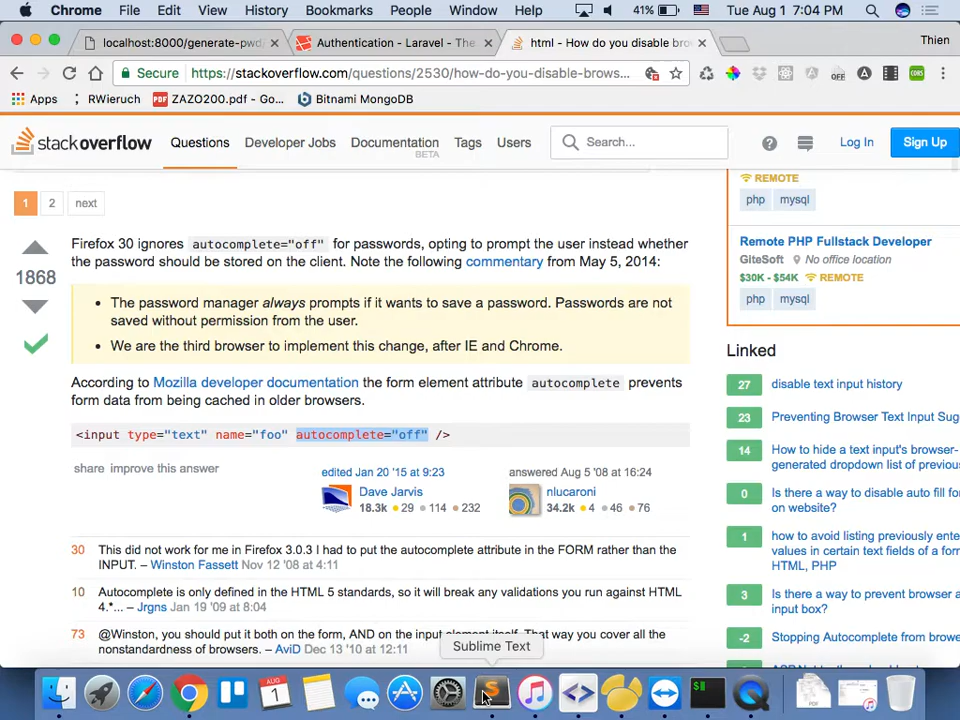 Chrome File Edit View History Bookmarks People Window Help 41% Tue Aug 1 7:04 PM
localhost:8000/generate-pwd/ Authentication - Laravel - The html - How do you disable bro Thien
Secure https://stackoverflow.com/questions/2530/how-do-you-disable-brows...
Apps RWieruch ZAZO200.pdf - Go... Bitnami MongoDB
stackoverflow Questions Developer Jobs Documentation Tags Users Search... Log In Sign Up
BETA
1 2 next
Firefox 30 ignores autocomplete="off" for passwords, opting to prompt the user instead whether
the password should be stored on the client. Note the following commentary from May 5, 2014:
1868
• The password manager always prompts if it wants to save a password. Passwords are not
saved without permission from the user.
• We are the third browser to implement this change, after IE and Chrome.
According to Mozilla developer documentation the form element attribute autocomplete prevents
form data from being cached in older browsers.
<input type="text" name="foo" autocomplete="off" />
share improve this answer
edited Jan 20 '15 at 9:23
Dave Jarvis
18.3k 29 114 232
answered Aug 5 '08 at 16:24
nlucaroni
34.2k 4 46 76
30 This did not work for me in Firefox 3.0.3 I had to put the autocomplete attribute in the FORM rather than the
INPUT. – Winston Fassett Nov 12 '08 at 4:11
10 Autocomplete is only defined in the HTML 5 standards, so it will break any validations you run against HTML
4.*... – Jrgns Jan 19 '09 at 8:04
73 @Winston, you should put it both on the form, AND on the input element itself. That way you cover all the
nonstandardness of browsers. – AviD Dec 13 '10 at 12:11
REMOTE
php mysql
Remote PHP Fullstack Developer
GiteSoft No office location
$30K - $54K REMOTE
php mysql
Linked
27 disable text input history
23 Preventing Browser Text Input Sug
14 How to hide a text input's browser-
generated dropdown list of previous
0 Is there a way to disable auto fill fo
on website?
1 how to avoid listing previously ente
values in certain text fields of a form
HTML, PHP
3 Is there a way to prevent browser a
input box?
-2 Stopping Autocomplete from browse
Sublime Text
AUG
1